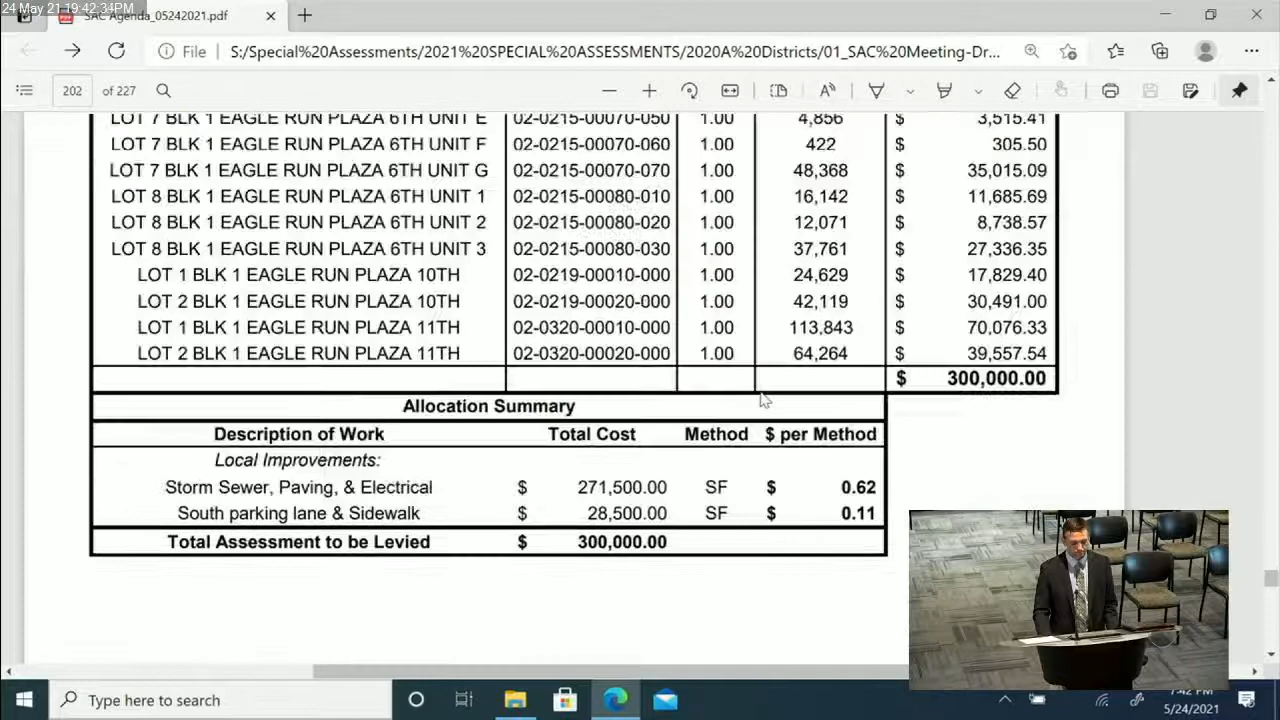 24 May 21 19:42:34PM
SAC Agenda_05242021.pdf
File S:/Special%20Assessments/2021%20SPECIAL%20ASSESSMENTS/2020A%20Districts/01_SAC%20Meeting-Dr...
202 of 227
LOT 7 BLK 1 EAGLE RUN PLAZA 6TH UNIT E 02-0215-00070-050 1.00 4,856 $ 3,515.41
LOT 7 BLK 1 EAGLE RUN PLAZA 6TH UNIT F 02-0215-00070-060 1.00 422 $ 305.50
LOT 7 BLK 1 EAGLE RUN PLAZA 6TH UNIT G 02-0215-00070-070 1.00 48,368 $ 35,015.09
LOT 8 BLK 1 EAGLE RUN PLAZA 6TH UNIT 1 02-0215-00080-010 1.00 16,142 $ 11,685.69
LOT 8 BLK 1 EAGLE RUN PLAZA 6TH UNIT 2 02-0215-00080-020 1.00 12,071 $ 8,738.57
LOT 8 BLK 1 EAGLE RUN PLAZA 6TH UNIT 3 02-0215-00080-030 1.00 37,761 $ 27,336.35
LOT 1 BLK 1 EAGLE RUN PLAZA 10TH 02-0219-00010-000 1.00 24,629 $ 17,829.40
LOT 2 BLK 1 EAGLE RUN PLAZA 10TH 02-0219-00020-000 1.00 42,119 $ 30,491.00
LOT 1 BLK 1 EAGLE RUN PLAZA 11TH 02-0320-00010-000 1.00 113,843 $ 70,076.33
LOT 2 BLK 1 EAGLE RUN PLAZA 11TH 02-0320-00020-000 1.00 64,264 $ 39,557.54
$ 300,000.00
Allocation Summary
Description of Work Total Cost Method $ per Method
Local Improvements:
Storm Sewer, Paving, & Electrical $ 271,500.00 SF $ 0.62
South parking lane & Sidewalk $ 28,500.00 SF $ 0.11
Total Assessment to be Levied $ 300,000.00
Type here to search
7:42 PM
5/24/2021